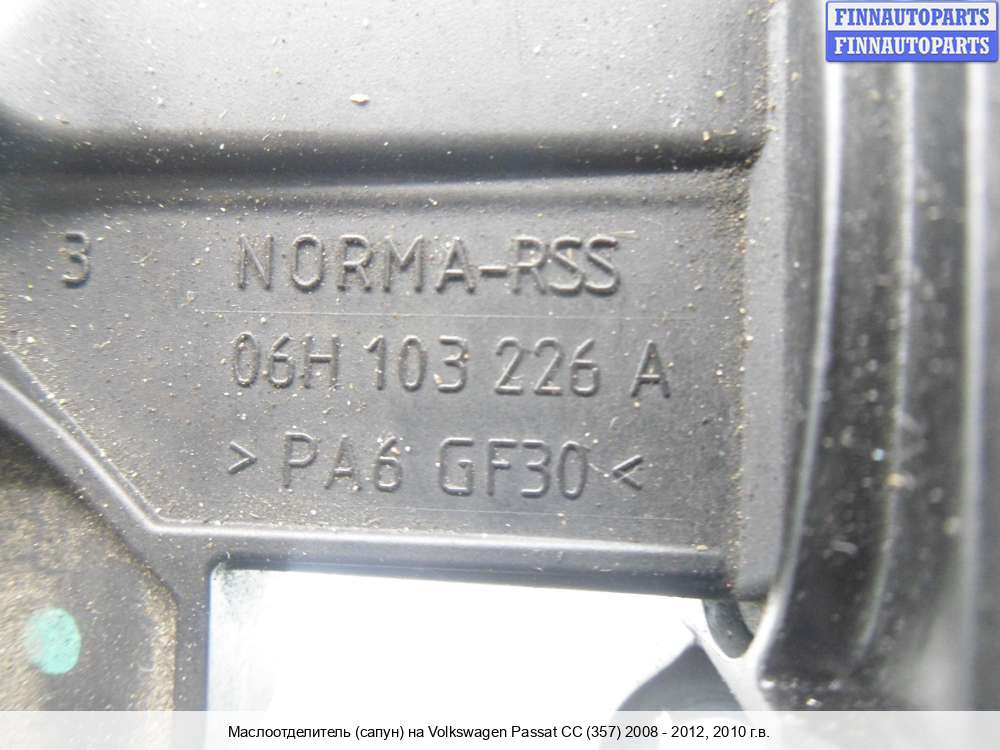 FINNAUTOPARTS
FINNAUTOPARTS
3 NORMA-RSS
06H 103 226 A
> PA6 GF30 <
Маслоотделитель (сапун) на Volkswagen Passat CC (357) 2008 - 2012, 2010 г.в.